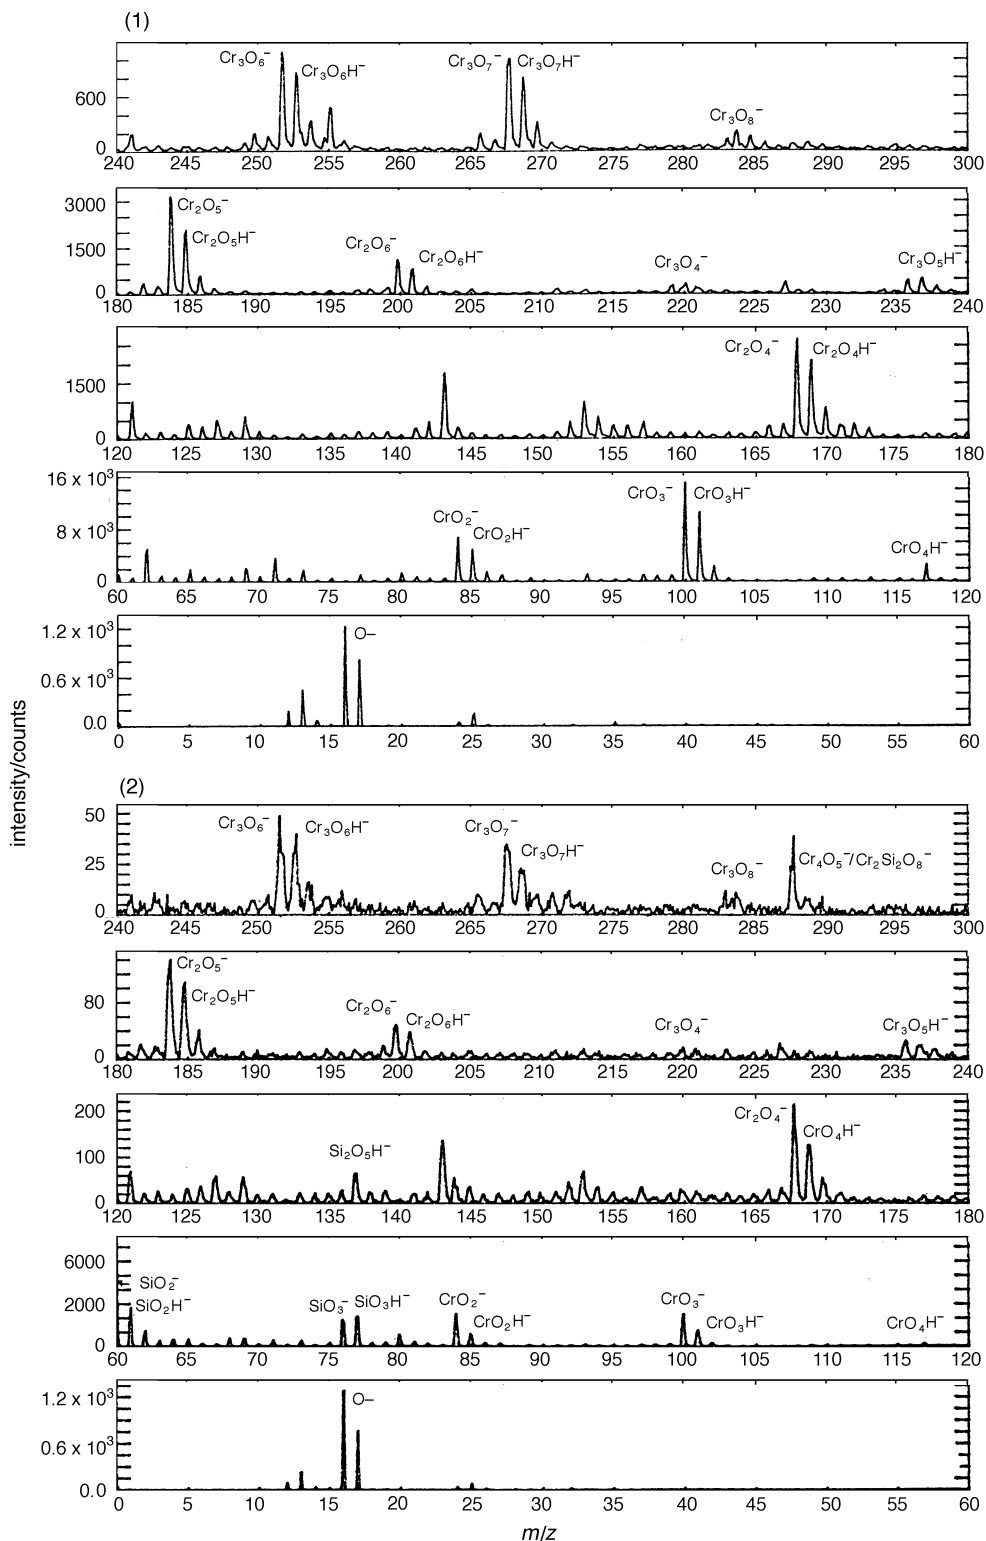 (1)
Cr₃O₆⁻
Cr₃O₆H⁻
Cr₃O₇⁻
Cr₃O₇H⁻
Cr₃O₈⁻
600
0
240 245 250 255 260 265 270 275 280 285 290 295 300
3000
1500
0
Cr₂O₅⁻
Cr₂O₅H⁻
Cr₂O₆⁻
Cr₂O₆H⁻
Cr₃O₄⁻
Cr₃O₅H⁻
180 185 190 195 200 205 210 215 220 225 230 235 240
Cr₂O₄⁻
Cr₂O₄H⁻
1500
0
120 125 130 135 140 145 150 155 160 165 170 175 180
16 x 10³
8 x 10³
0
CrO₂⁻
CrO₂H⁻
CrO₃⁻
CrO₃H⁻
CrO₄H⁻
60 65 70 75 80 85 90 95 100 105 110 115 120
1.2 x 10³
0.6 x 10³
0.0
O–
0 5 10 15 20 25 30 35 40 45 50 55 60
intensity/counts
(2)
50
25
0
Cr₃O₆⁻
Cr₃O₆H⁻
Cr₃O₇⁻
Cr₃O₇H⁻
Cr₃O₈⁻
Cr₄O₅⁻/Cr₂Si₂O₈⁻
240 245 250 255 260 265 270 275 280 285 290 295 300
80
0
Cr₂O₅⁻
Cr₂O₅H⁻
Cr₂O₆⁻
Cr₂O₆H⁻
Cr₃O₄⁻
Cr₃O₅H⁻
180 185 190 195 200 205 210 215 220 225 230 235 240
200
100
0
Si₂O₅H⁻
Cr₂O₄⁻
CrO₄H⁻
120 125 130 135 140 145 150 155 160 165 170 175 180
6000
2000
0
SiO₂⁻
SiO₂H⁻
SiO₃⁻
SiO₃H⁻
CrO₂⁻
CrO₂H⁻
CrO₃⁻
CrO₃H⁻
CrO₄H⁻
60 65 70 75 80 85 90 95 100 105 110 115 120
1.2 x 10³
0.6 x 10³
0.0
O–
0 5 10 15 20 25 30 35 40 45 50 55 60
m/z